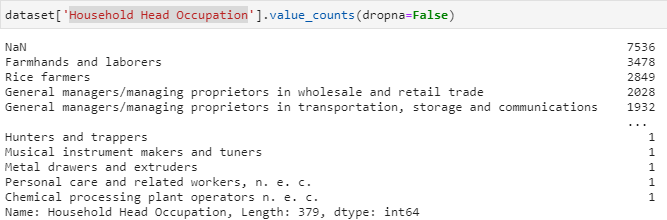 dataset['Household Head Occupation'].value_counts(dropna=False)
NaN 7536
Farmhands and laborers 3478
Rice farmers 2849
General managers/managing proprietors in wholesale and retail trade 2028
General managers/managing proprietors in transportation, storage and communications 1932
...
Hunters and trappers 1
Musical instrument makers and tuners 1
Metal drawers and extruders 1
Personal care and related workers, n. e. c. 1
Chemical processing plant operators n. e. c. 1
Name: Household Head Occupation, Length: 379, dtype: int64